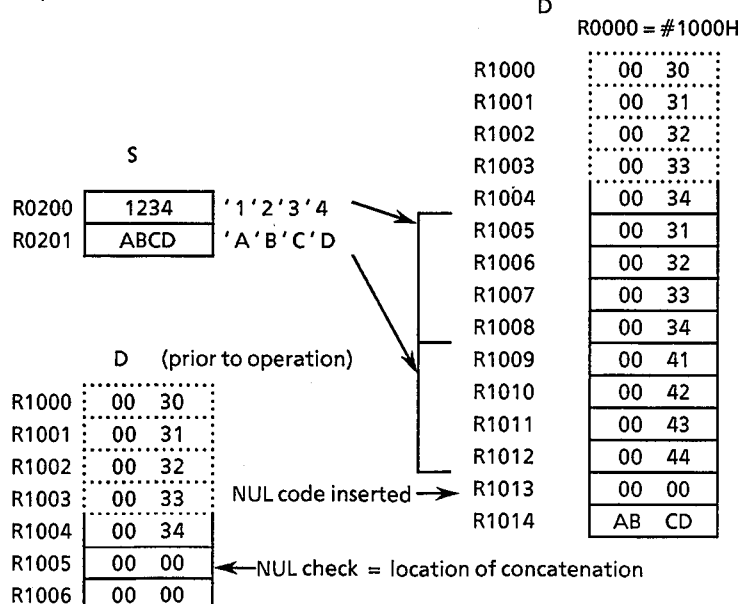 D
R0000 = #1000H
R1000 00 30
R1001 00 31
R1002 00 32
R1003 00 33
R1004 00 34
R1005 00 31
R1006 00 32
R1007 00 33
R1008 00 34
R1009 00 41
R1010 00 42
R1011 00 43
R1012 00 44
NUL code inserted R1013 00 00
R1014 AB CD
S
R0200 1234 '1'2'3'4
R0201 ABCD 'A'B'C'D
D (prior to operation)
R1000 00 30
R1001 00 31
R1002 00 32
R1003 00 33
R1004 00 34
R1005 00 00 NUL check = location of concatenation
R1006 00 00